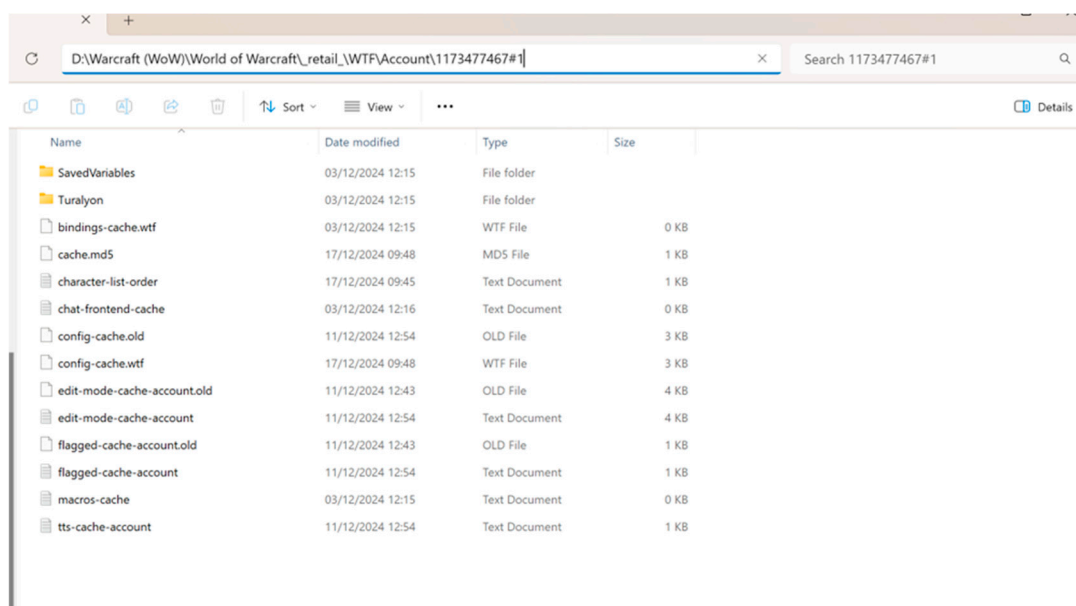 D:\Warcraft (WoW)\World of Warcraft\_retail_\WTF\Account\1173477467#1 Search 1173477467#1
Sort View Details
Name Date modified Type Size
SavedVariables 03/12/2024 12:15 File folder
Turalyon 03/12/2024 12:15 File folder
bindings-cache.wtf 03/12/2024 12:15 WTF File 0 KB
cache.md5 17/12/2024 09:48 MD5 File 1 KB
character-list-order 17/12/2024 09:45 Text Document 1 KB
chat-frontend-cache 03/12/2024 12:16 Text Document 0 KB
config-cache.old 11/12/2024 12:54 OLD File 3 KB
config-cache.wtf 17/12/2024 09:48 WTF File 3 KB
edit-mode-cache-account.old 11/12/2024 12:43 OLD File 4 KB
edit-mode-cache-account 11/12/2024 12:54 Text Document 4 KB
flagged-cache-account.old 11/12/2024 12:43 OLD File 1 KB
flagged-cache-account 11/12/2024 12:54 Text Document 1 KB
macros-cache 03/12/2024 12:15 Text Document 0 KB
tts-cache-account 11/12/2024 12:54 Text Document 1 KB